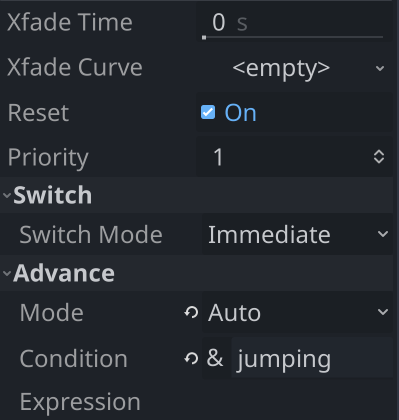 Xfade Time 0 s
Xfade Curve <empty>
Reset On
Priority 1
Switch
Switch Mode Immediate
Advance
Mode Auto
Condition & jumping
Expression